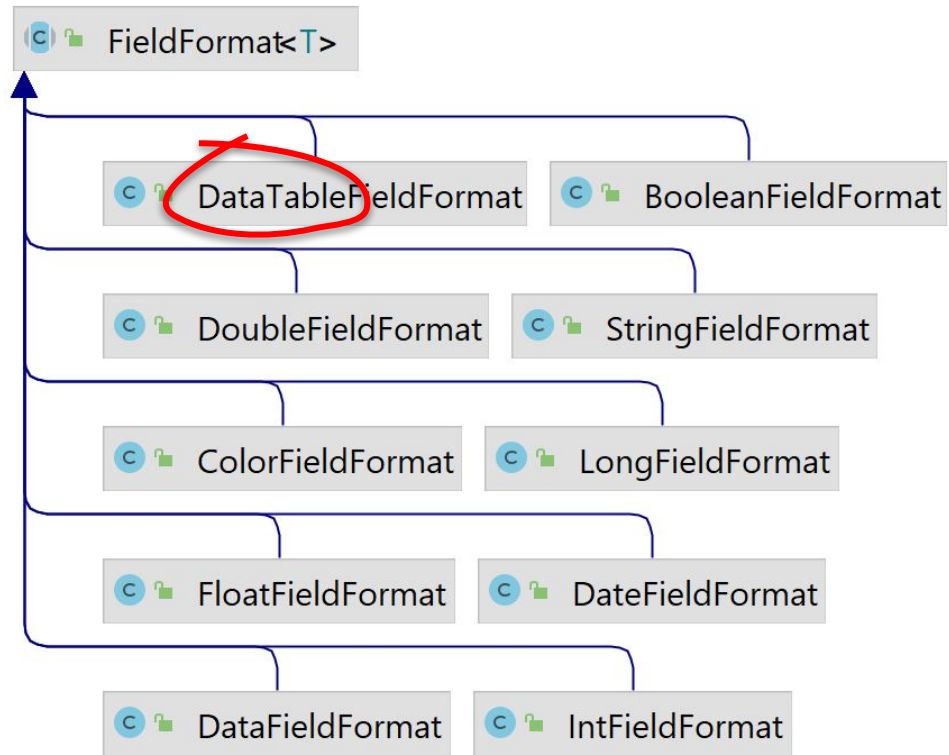 C FieldFormat<T>
C DataTableFieldFormat C BooleanFieldFormat
C DoubleFieldFormat C StringFieldFormat
C ColorFieldFormat C LongFieldFormat
C FloatFieldFormat C DateFieldFormat
C DataFieldFormat C IntFieldFormat